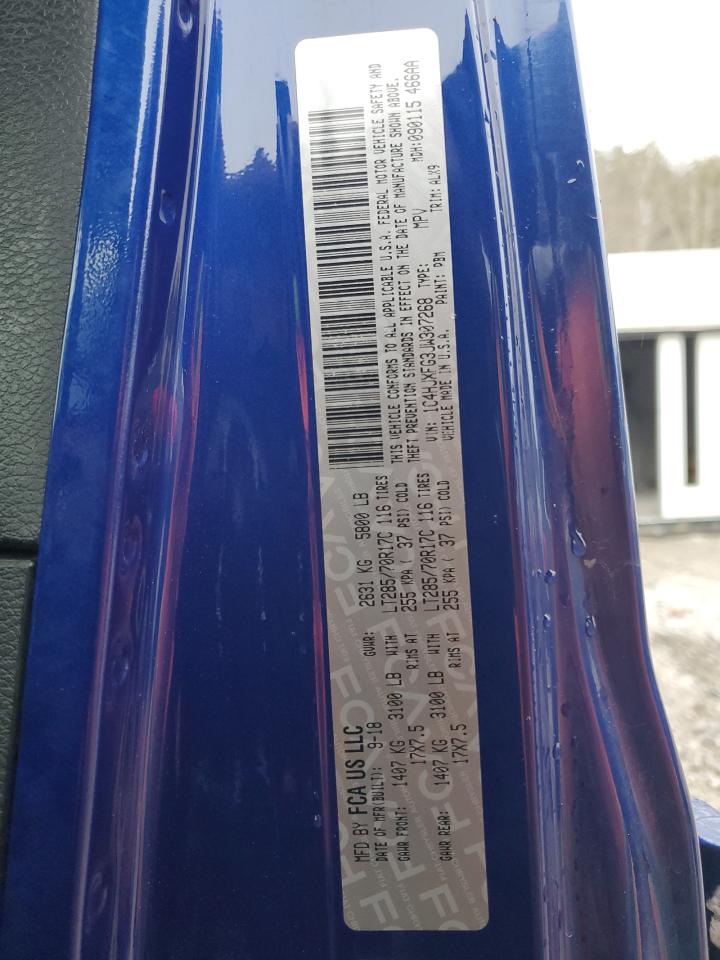 MFD BY FCA US LLC
DATE OF MFR(BUILT): 9-18 GVWR: 2631 KG 5800 LB
GAWR FRONT: 1407 KG 3100 LB WITH LT285/70R17C 116 TIRES
17X7.5 RIMS AT 255 KPA ( 37 PSI) COLD
GAWR REAR: 1407 KG 3100 LB WITH LT285/70R17C 116 TIRES
17X7.5 RIMS AT 255 KPA ( 37 PSI) COLD
THIS VEHICLE CONFORMS TO ALL APPLICABLE U.S.A. FEDERAL MOTOR VEHICLE SAFETY AND
THEFT PREVENTION STANDARDS IN EFFECT ON THE DATE OF MANUFACTURE SHOWN ABOVE.
VIN: 1C4HJXFG3JW307268 TYPE: MPV MDH: 090115 466AA
VEHICLE MADE IN U.S.A. PAINT: PBM TRIM: ALX9